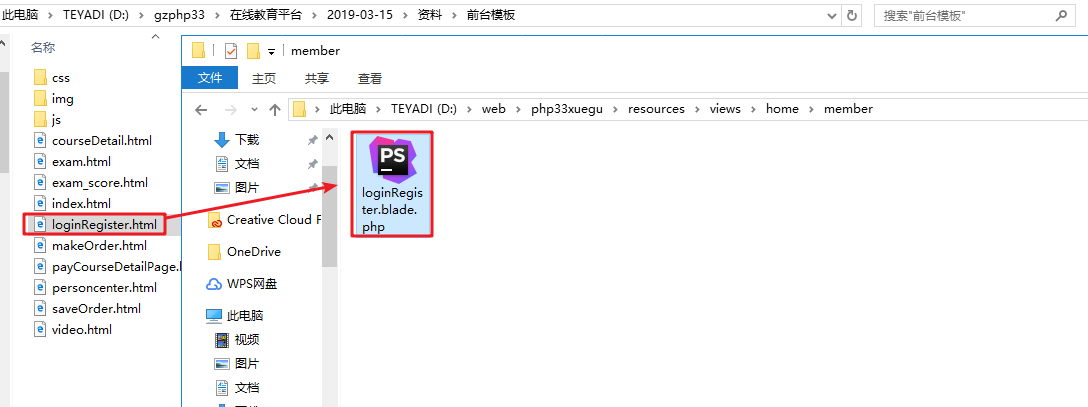 此电脑 > TEYADI (D:) > gzphp33 > 在线教育平台 > 2019-03-15 > 资料 > 前台模板
搜索"前台模板"
名称
css
img
js
courseDetail.html
exam.html
exam_score.html
index.html
loginRegister.html
makeOrder.html
payCourseDetailPage.h
personcenter.html
saveOrder.html
video.html
member
文件 主页 共享 查看
此电脑 > TEYADI (D:) > web > php33xuegu > resources > views > home > member
下载
文档
图片
Creative Cloud F
OneDrive
WPS网盘
此电脑
视频
图片
文档
PS
loginRegis
ter.blade.
php